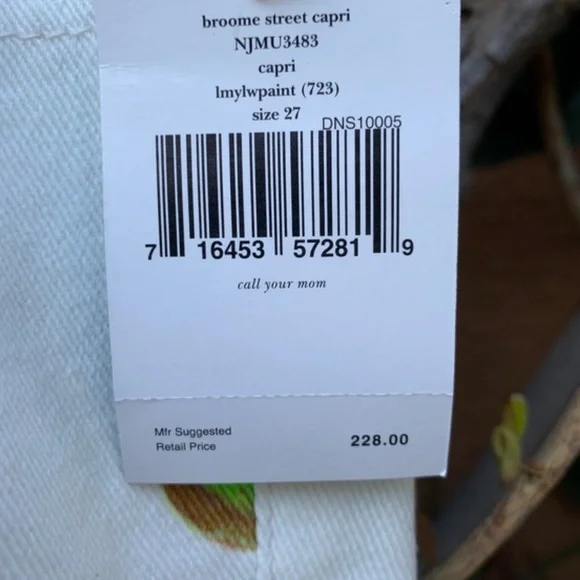 broome street capri
NJMU3483
capri
lmylwpaint (723)
size 27
DNS10005
7 16453 57281 9
call your mom
Mfr Suggested
Retail Price
228.00